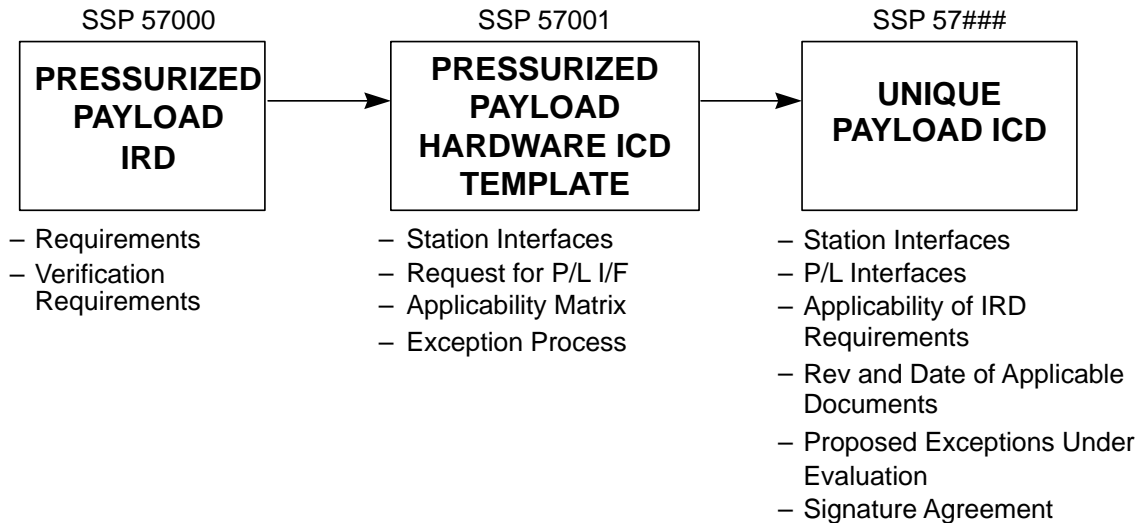 SSP 57000
PRESSURIZED
PAYLOAD
IRD
– Requirements
– Verification
Requirements
SSP 57001
PRESSURIZED
PAYLOAD
HARDWARE ICD
TEMPLATE
– Station Interfaces
– Request for P/L I/F
– Applicability Matrix
– Exception Process
SSP 57###
UNIQUE
PAYLOAD ICD
– Station Interfaces
– P/L Interfaces
– Applicability of IRD
Requirements
– Rev and Date of Applicable
Documents
– Proposed Exceptions Under
Evaluation
– Signature Agreement